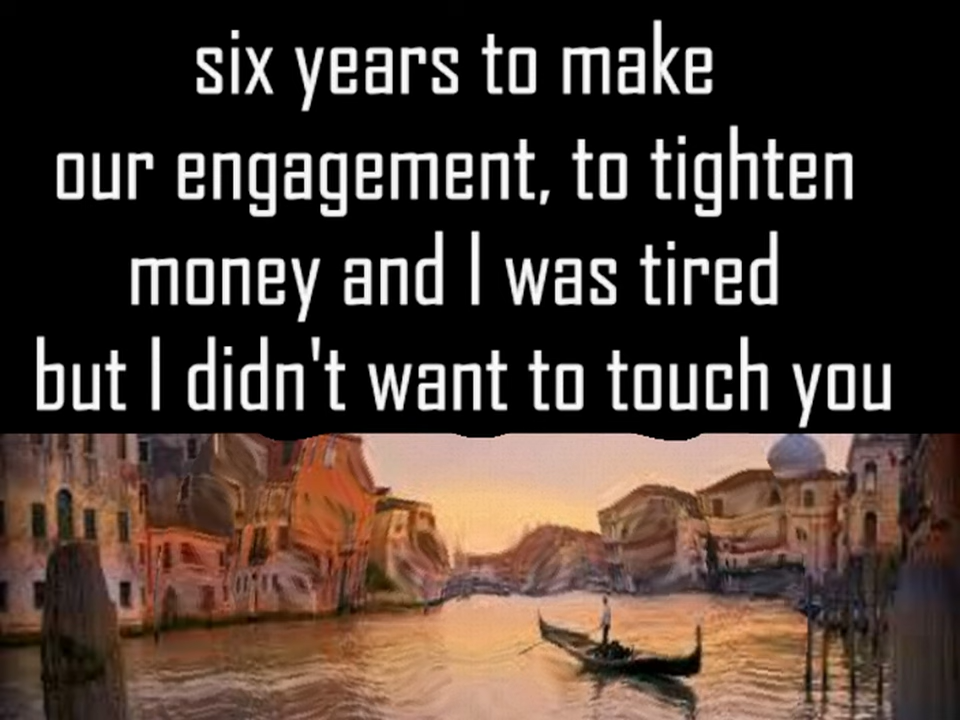 six years to make
our engagement, to tighten
money and I was tired
but I didn't want to touch you